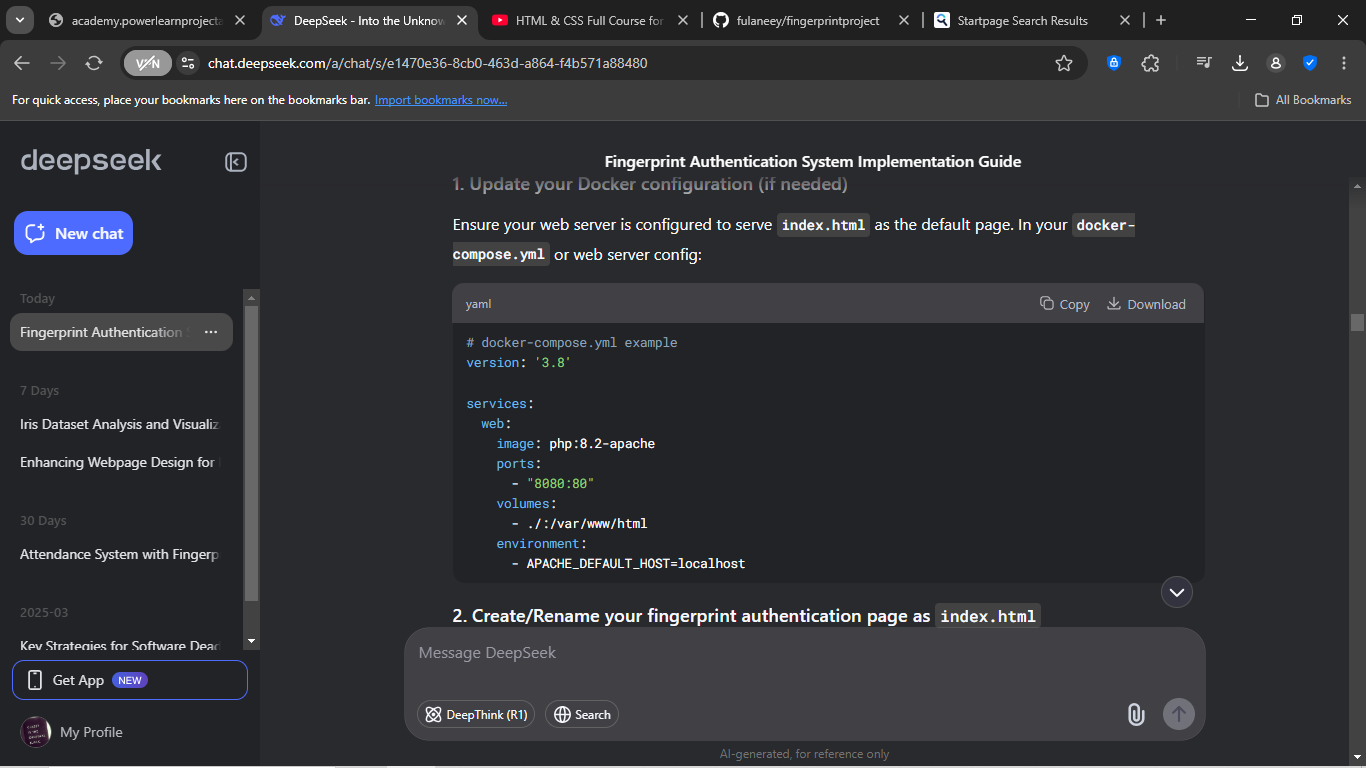 academy.powerlearnprojecta
DeepSeek - Into the Unknow
HTML & CSS Full Course for
fulaneey/fingerprintproject
Startpage Search Results
VPN
chat.deepseek.com/a/chat/s/e1470e36-8cb0-463d-a864-f4b571a88480
For quick access, place your bookmarks here on the bookmarks bar. Import bookmarks now...
All Bookmarks
deepseek
New chat
Today
Fingerprint Authentication S
7 Days
Iris Dataset Analysis and Visualiz
Enhancing Webpage Design for
30 Days
Attendance System with Fingerp
2025-03
Key Strategies for Software Dead
Get App NEW
My Profile
Fingerprint Authentication System Implementation Guide
1. Update your Docker configuration (if needed)
Ensure your web server is configured to serve index.html as the default page. In your docker-
compose.yml or web server config:
yaml
Copy
Download
# docker-compose.yml example
version: '3.8'
services:
web:
image: php:8.2-apache
ports:
- "8080:80"
volumes:
- ./:/var/www/html
environment:
- APACHE_DEFAULT_HOST=localhost
2. Create/Rename your fingerprint authentication page as index.html
Message DeepSeek
DeepThink (R1)
Search
AI-generated, for reference only